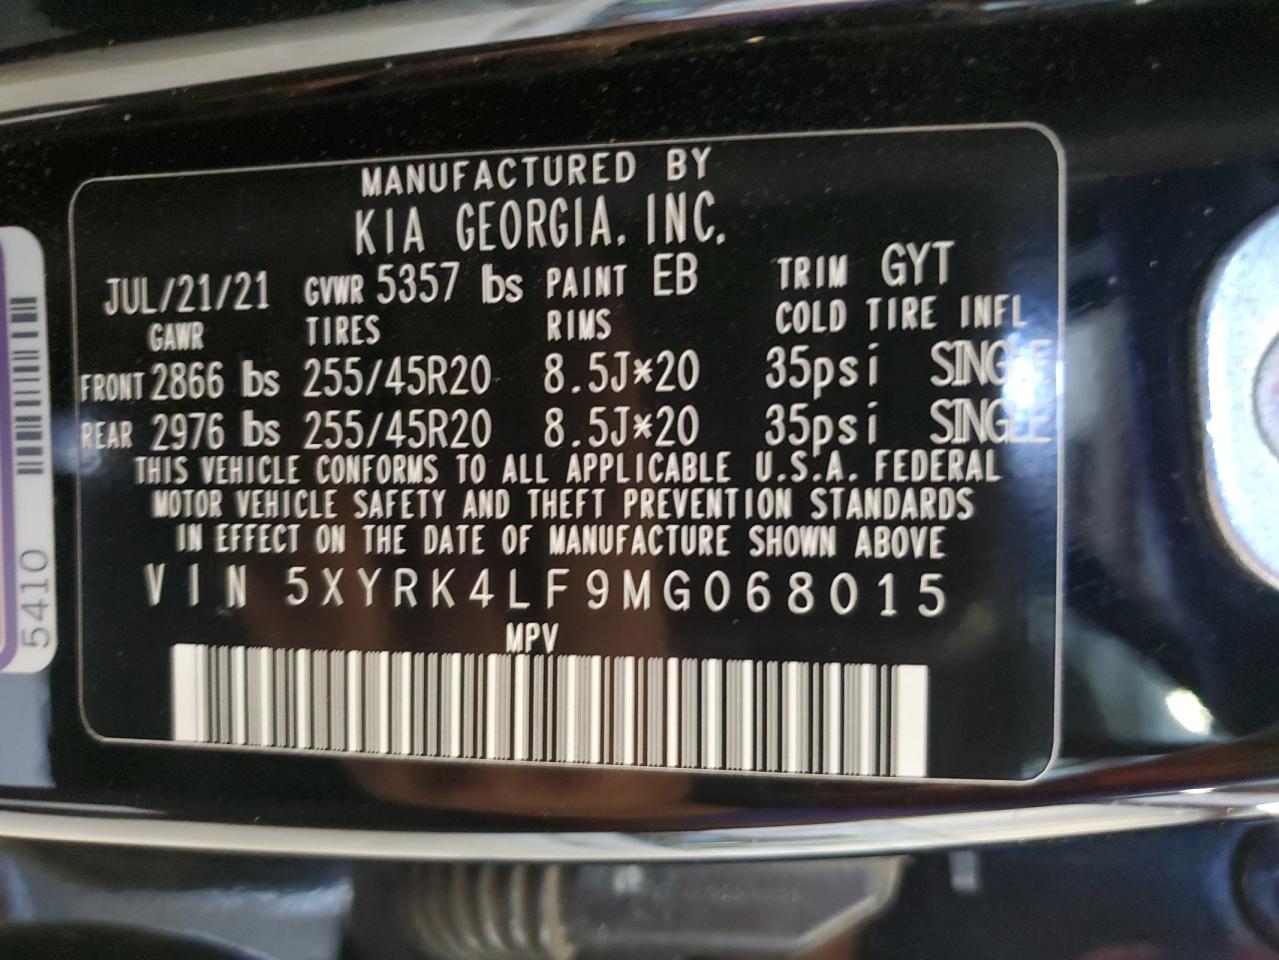 MANUFACTURED BY
KIA GEORGIA, INC.
JUL/21/21 GVWR 5357 lbs PAINT EB TRIM GYT
GAWR TIRES RIMS COLD TIRE INFL
FRONT 2866 lbs 255/45R20 8.5J*20 35psi SINGLE
REAR 2976 lbs 255/45R20 8.5J*20 35psi SINGLE
THIS VEHICLE CONFORMS TO ALL APPLICABLE U.S.A. FEDERAL
MOTOR VEHICLE SAFETY AND THEFT PREVENTION STANDARDS
IN EFFECT ON THE DATE OF MANUFACTURE SHOWN ABOVE
VIN 5XYRK4LF9MG068015
MPV
5410